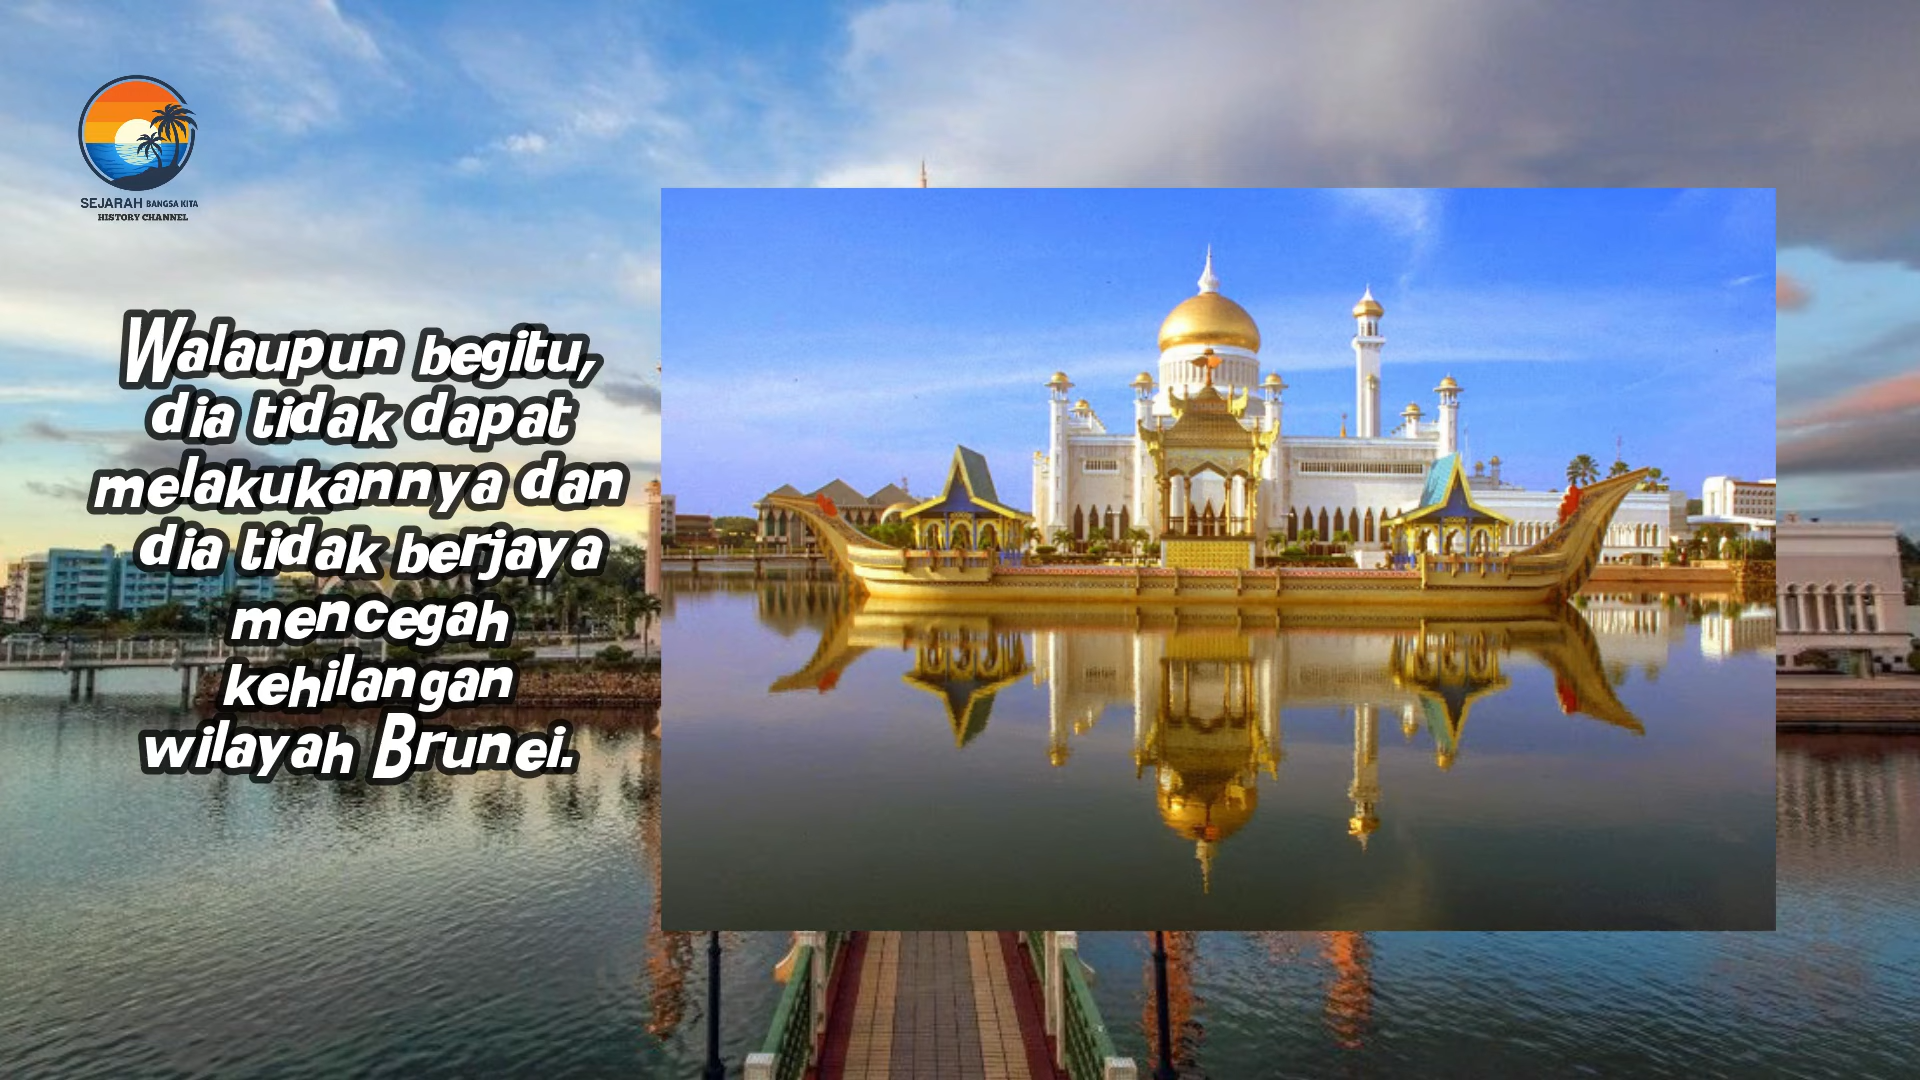 SEJARAH BANGSA KITA
HISTORY CHANNEL
Walaupun begitu,
dia tidak dapat
melakukannya dan
dia tidak berjaya
mencegah
kehilangan
wilayah Brunei.